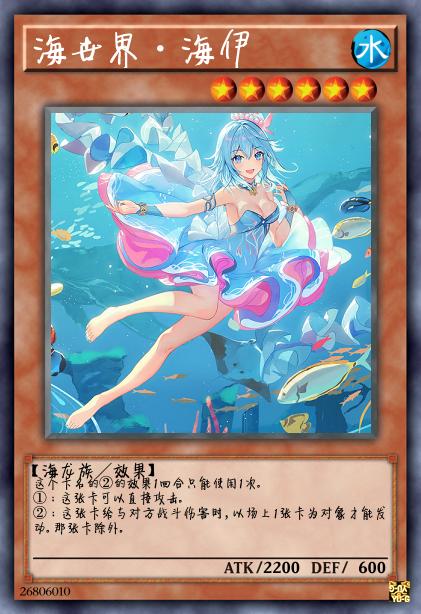 海世界・海伊
水
【海龙族／效果】
这个卡名的②的效果1回合只能使用1次。
①：这张卡可以直接攻击。
②：这张卡给与对方战斗伤害时,以场上1张卡为对象才能发
动。那张卡除外。
ATK/2200 DEF/ 600
26806010